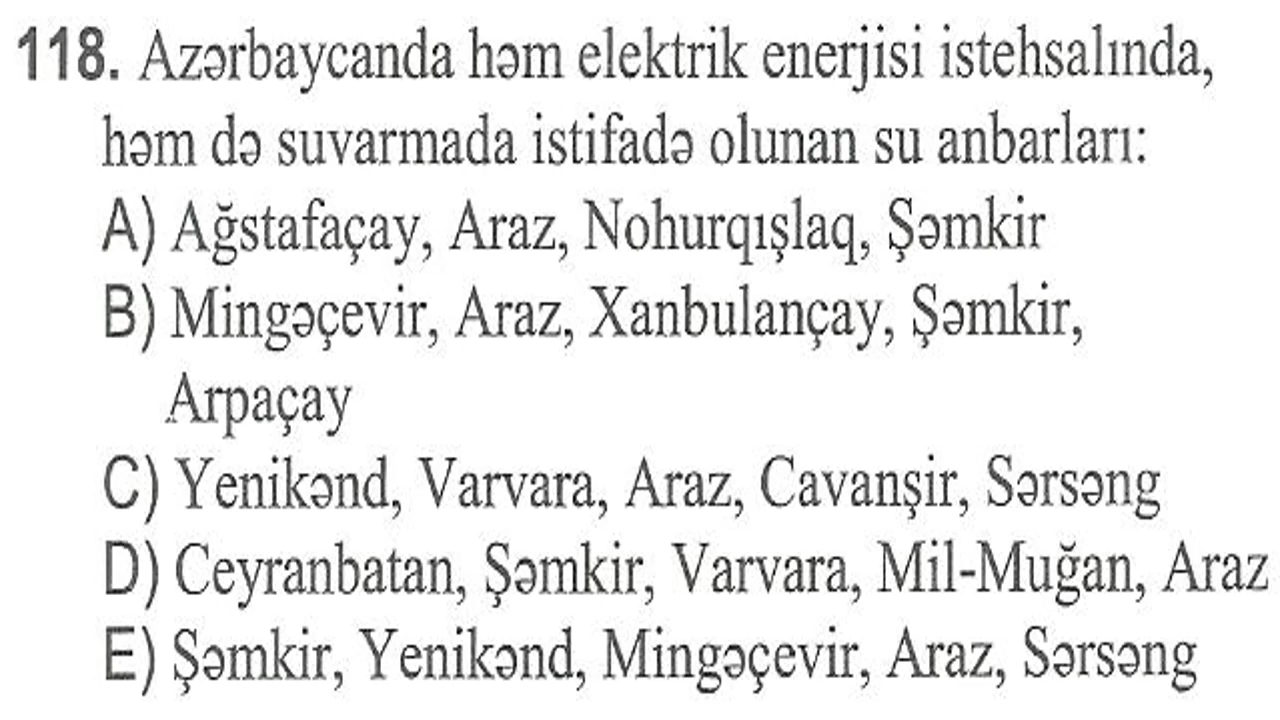 118. Azərbaycanda həm elektrik enerjisi istehsalında,
həm də suvarmada istifadə olunan su anbarları:
A) Ağstafaçay, Araz, Nohurqışlaq, Şəmkir
B) Mingəçevir, Araz, Xanbulançay, Şəmkir,
Arpaçay
C) Yenikənd, Varvara, Araz, Cavanşir, Sərsəng
D) Ceyranbatan, Şəmkir, Varvara, Mil-Muğan, Araz
E) Şəmkir, Yenikənd, Mingəçevir, Araz, Sərsəng